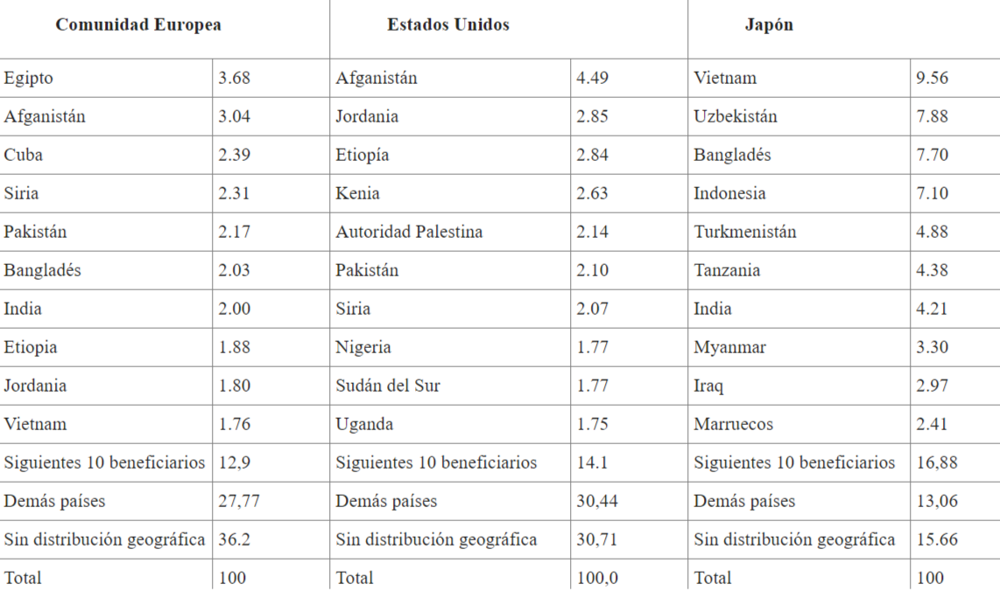 Comunidad Europea Estados Unidos Japón
Egipto 3.68 Afganistán 4.49 Vietnam 9.56
Afganistán 3.04 Jordania 2.85 Uzbekistán 7.88
Cuba 2.39 Etiopía 2.84 Bangladés 7.70
Siria 2.31 Kenia 2.63 Indonesia 7.10
Pakistán 2.17 Autoridad Palestina 2.14 Turkmenistán 4.88
Bangladés 2.03 Pakistán 2.10 Tanzania 4.38
India 2.00 Siria 2.07 India 4.21
Etiopia 1.88 Nigeria 1.77 Myanmar 3.30
Jordania 1.80 Sudán del Sur 1.77 Iraq 2.97
Vietnam 1.76 Uganda 1.75 Marruecos 2.41
Siguientes 10 beneficiarios 12,9 Siguientes 10 beneficiarios 14.1 Siguientes 10 beneficiarios 16,88
Demás países 27,77 Demás países 30,44 Demás países 13,06
Sin distribución geográfica 36.2 Sin distribución geográfica 30,71 Sin distribución geográfica 15.66
Total 100 Total 100,0 Total 100